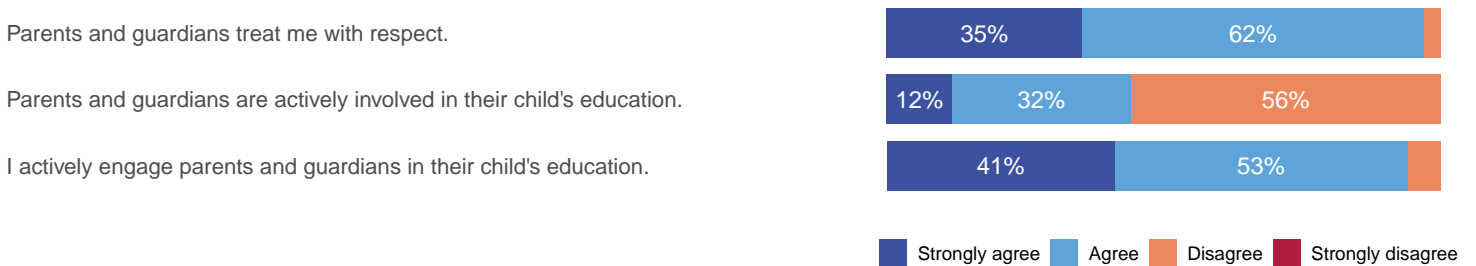 Parents and guardians treat me with respect. 35% 62%
Parents and guardians are actively involved in their child's education. 12% 32% 56%
I actively engage parents and guardians in their child's education. 41% 53%
Strongly agree Agree Disagree Strongly disagree